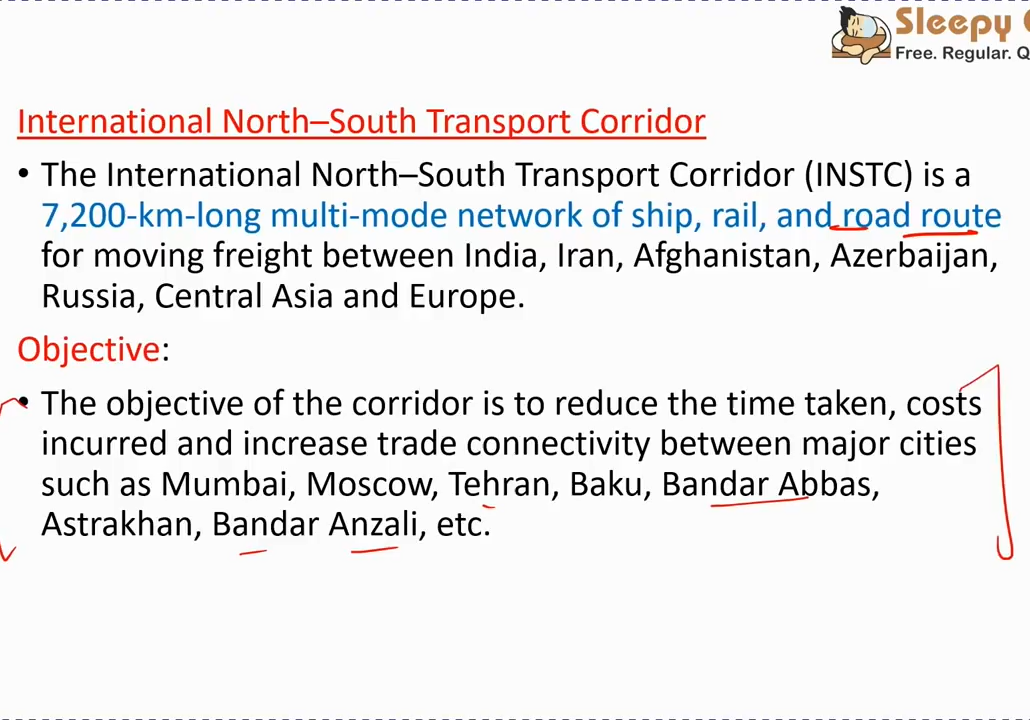 Sleepy
Free. Regular.
International North–South Transport Corridor
• The International North–South Transport Corridor (INSTC) is a
7,200-km-long multi-mode network of ship, rail, and road route
for moving freight between India, Iran, Afghanistan, Azerbaijan,
Russia, Central Asia and Europe.
Objective:
• The objective of the corridor is to reduce the time taken, costs
incurred and increase trade connectivity between major cities
such as Mumbai, Moscow, Tehran, Baku, Bandar Abbas,
Astrakhan, Bandar Anzali, etc.